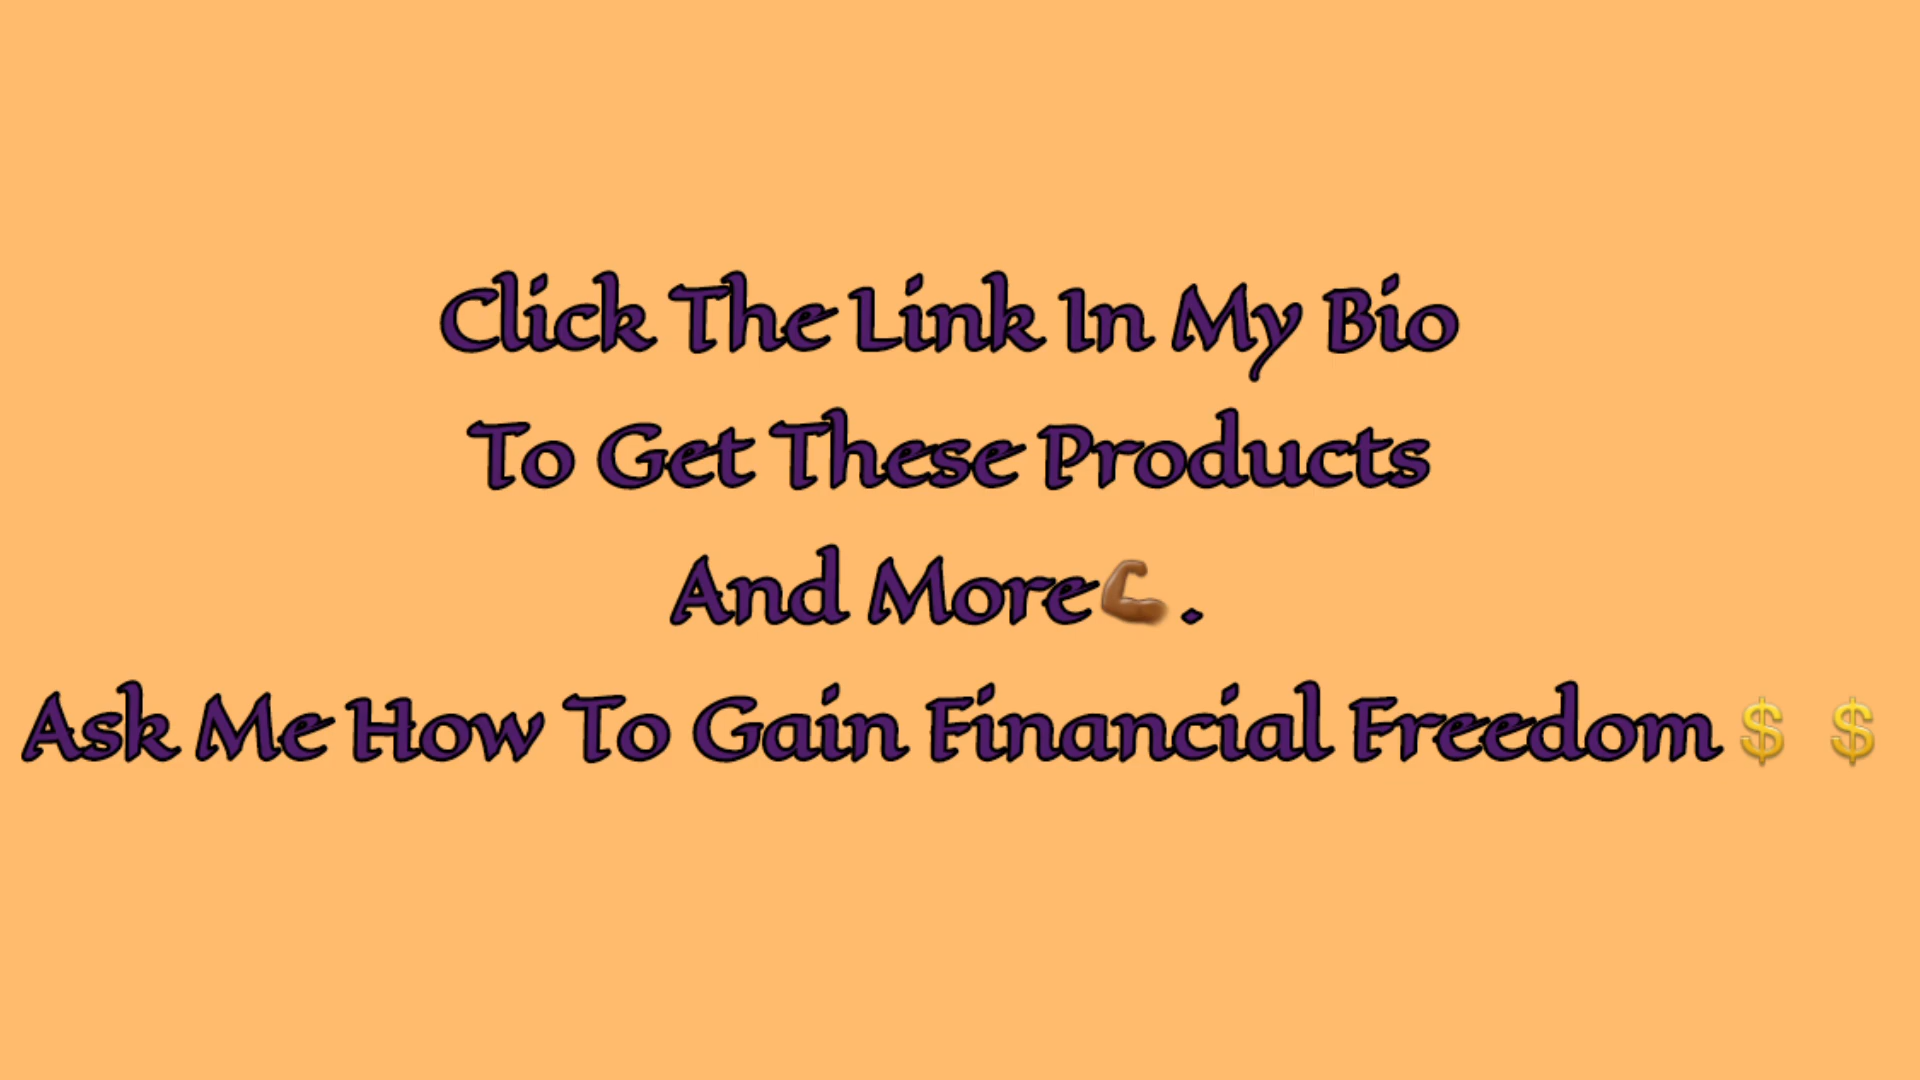 Click The Link In My Bio
To Get These Products
And More💪🏾.
Ask Me How To Gain Financial Freedom💲💲